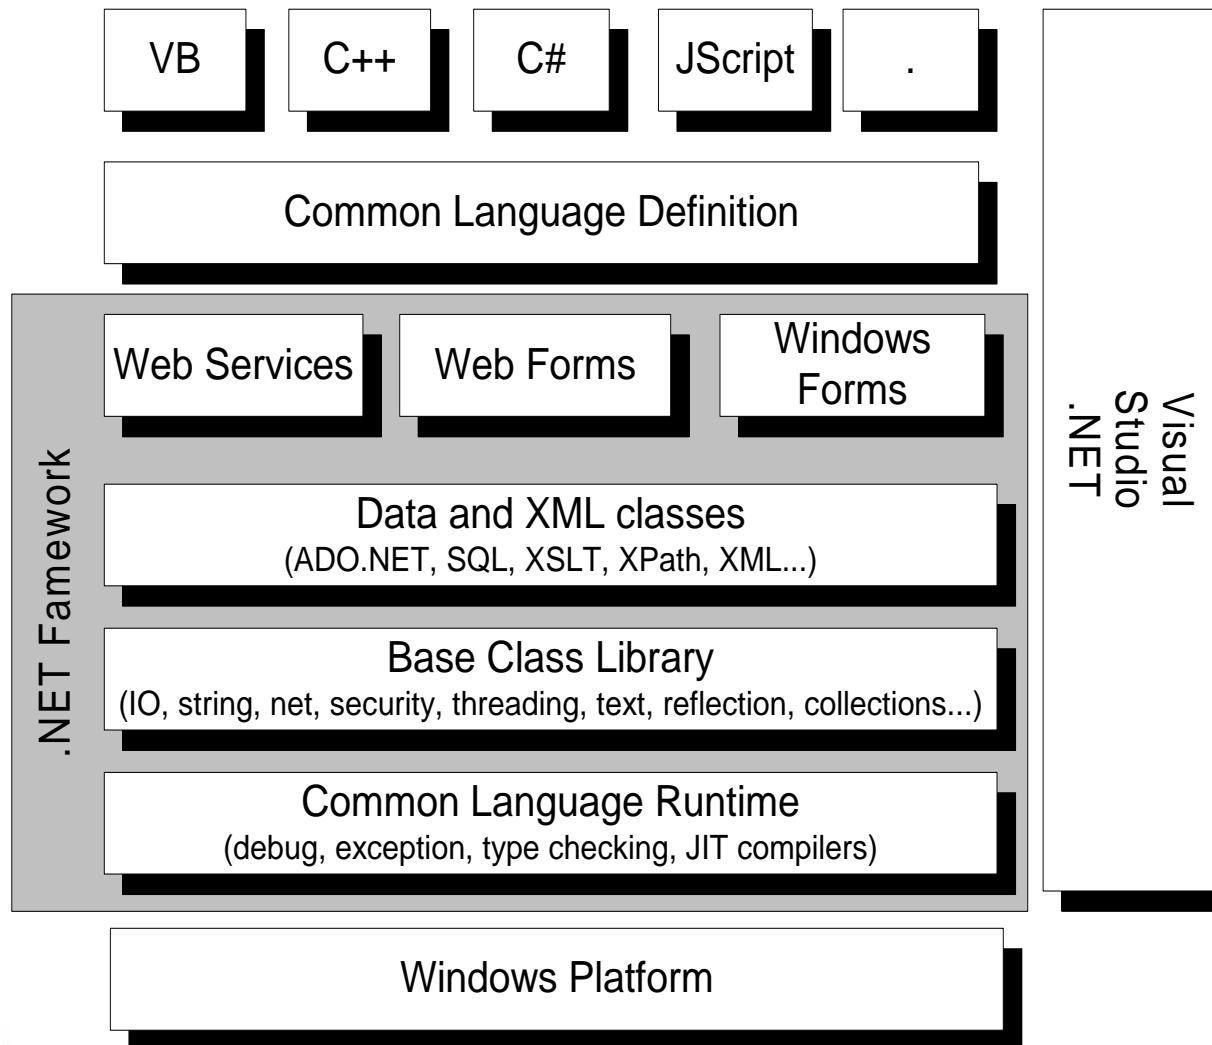 VB
C++
C#
JScript
.
Common Language Definition
Web Services
Web Forms
Windows
Forms
Data and XML classes
(ADO.NET, SQL, XSLT, XPath, XML...)
Base Class Library
(IO, string, net, security, threading, text, reflection, collections...)
Common Language Runtime
(debug, exception, type checking, JIT compilers)
.NET Famework
Windows Platform
Visual
Studio
.NET